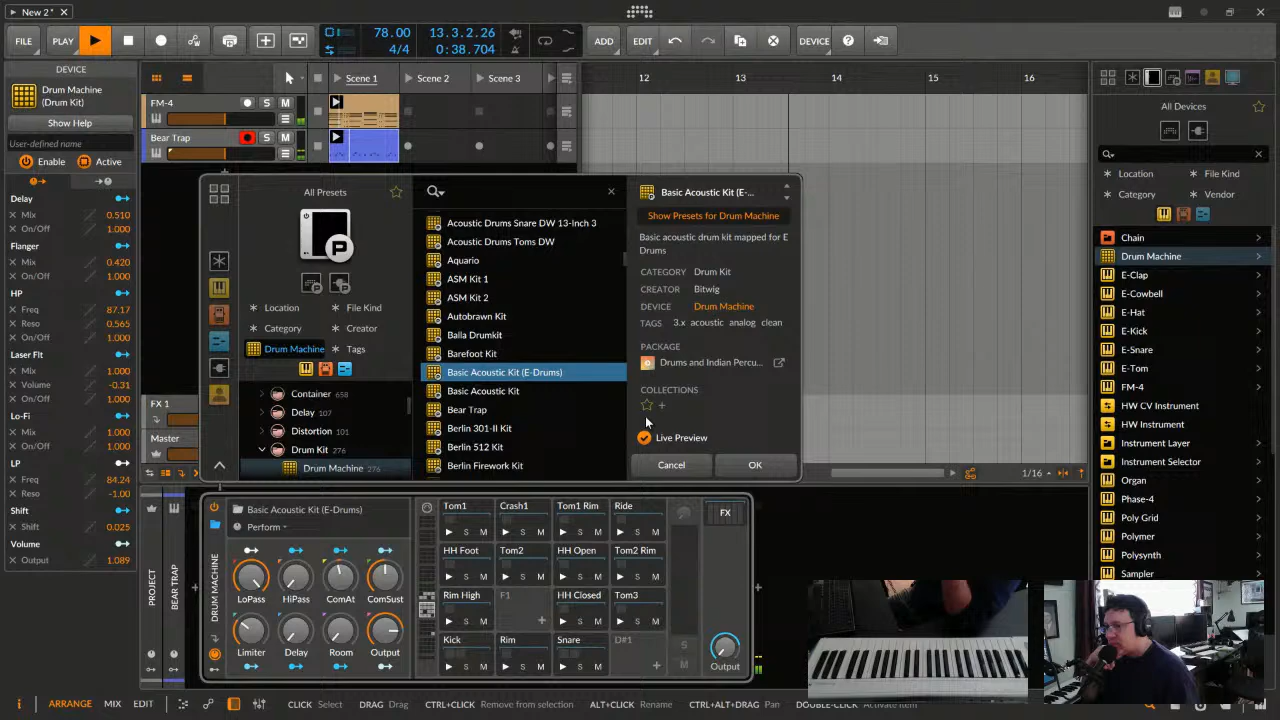 New 2*
FILE
PLAY
78.00
4/4
13.3.2.26
0:38.704
ADD
EDIT
DEVICE
DEVICE
Drum Machine
(Drum Kit)
Show Help
User-defined name
Enable
Active
Delay
Mix 0.510
On/Off 1.000
Flanger
Mix 0.420
On/Off 1.000
HP
Freq 87.17
Reso 0.565
On/Off 1.000
Laser Flt
Mix 1.000
Volume -0.31
On/Off 1.000
Lo-Fi
Mix 1.000
On/Off 1.000
LP
Freq 84.24
Reso -1.00
On/Off 1.000
Shift
Shift 0.025
On/Off 1.000
Volume
Output 1.089
Scene 1
Scene 2
Scene 3
12
13
14
15
16
FM-4
S
M
Bear Trap
S
M
FX 1
Master
1/16
All Presets
Location
File Kind
Category
Creator
Drum Machine
Tags
Container 658
Delay 107
Distortion 101
Drum Kit 276
Drum Machine 276
Acoustic Drums Snare DW 13-Inch 3
Acoustic Drums Toms DW
Aquario
ASM Kit 1
ASM Kit 2
Autobrawn Kit
Balla Drumkit
Barefoot Kit
Basic Acoustic Kit (E-Drums)
Basic Acoustic Kit
Bear Trap
Berlin 301-II Kit
Berlin 512 Kit
Berlin Firework Kit
Basic Acoustic Kit (E-...
Show Presets for Drum Machine
Basic acoustic drum kit mapped for E
Drums
CATEGORY Drum Kit
CREATOR Bitwig
DEVICE Drum Machine
TAGS 3.x acoustic analog clean
PACKAGE
Drums and Indian Percu...
COLLECTIONS
Live Preview
Cancel
OK
All Devices
Location
File Kind
Category
Vendor
Chain
Drum Machine
E-Clap
E-Cowbell
E-Hat
E-Kick
E-Snare
FM-4
HW CV Instrument
HW Instrument
Instrument Layer
Instrument Selector
Organ
Phase-4
Poly Grid
Polymer
Polysynth
Sampler
PROJECT
BEAR TRAP
DRUM MACHINE
Basic Acoustic Kit (E-Drums)
Perform
LoPass
HiPass
ComAt
ComSust
Limiter
Delay
Room
Output
Tom1
Crash1
Tom1 Rim
Ride
S M
S M
S M
S M
HH Foot
Tom2
HH Open
Tom2 Rim
S M
S M
S M
S M
Rim High
F1
HH Closed
Tom3
S M
S M
S M
Kick
Rim
Snare
D#1
S M
S M
S M
S
M
FX
Output
ARRANGE
MIX
EDIT
CLICK Select
DRAG Drag
CTRL+CLICK Remove from selection
ALT+CLICK Rename
CTRL+ALT+DRAG Pan
DOUBLE-CLICK Activate item